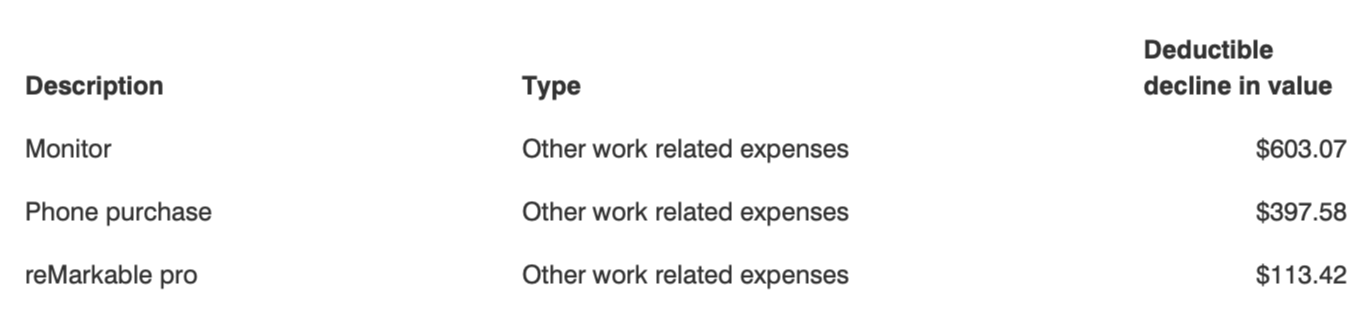 Description Type Deductible decline in value
Monitor Other work related expenses $603.07
Phone purchase Other work related expenses $397.58
reMarkable pro Other work related expenses $113.42